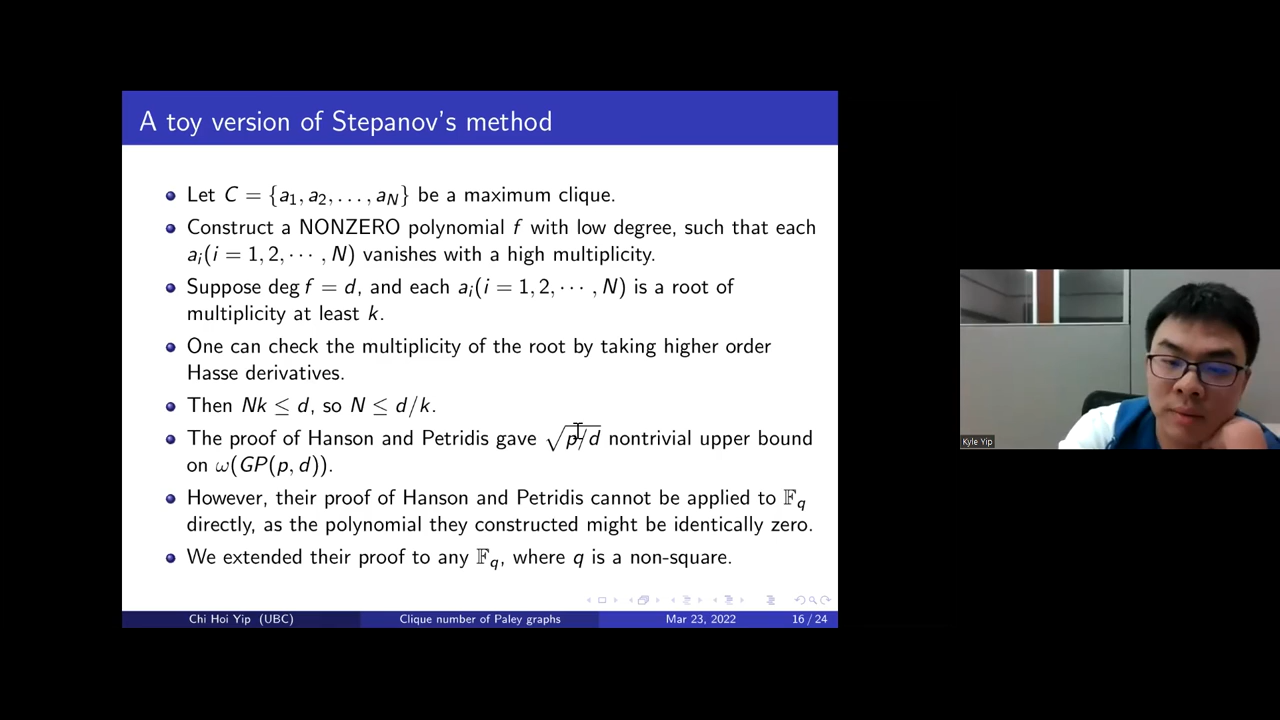 A toy version of Stepanov's method
Let C = {a₁, a₂, . . . , a_N} be a maximum clique.
Construct a NONZERO polynomial f with low degree, such that each
aᵢ(i = 1, 2, · · · , N) vanishes with a high multiplicity.
Suppose deg f = d, and each aᵢ(i = 1, 2, · · · , N) is a root of
multiplicity at least k.
One can check the multiplicity of the root by taking higher order
Hasse derivatives.
Then Nk ≤ d, so N ≤ d/k.
The proof of Hanson and Petridis gave √(p/d) nontrivial upper bound
on ω(GP(p, d)).
However, their proof of Hanson and Petridis cannot be applied to 𝔽_q
directly, as the polynomial they constructed might be identically zero.
We extended their proof to any 𝔽_q, where q is a non-square.
Chi Hoi Yip (UBC) Clique number of Paley graphs Mar 23, 2022 16 / 24
Kyle Yip